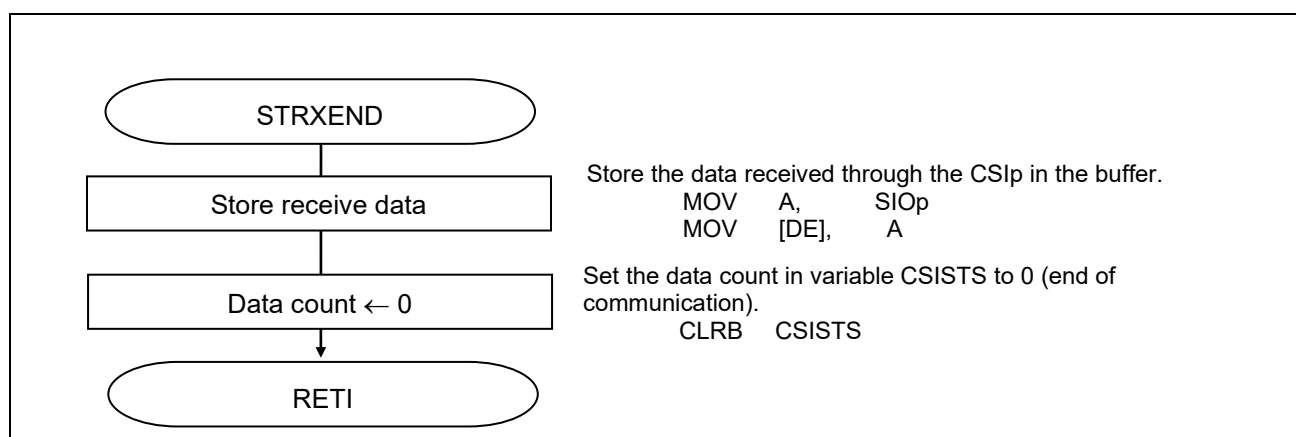 STRXEND
Store receive data
Store the data received through the CSIp in the buffer.
MOV A, SIOp
MOV [DE], A
Data count ← 0
Set the data count in variable CSISTS to 0 (end of
communication).
CLRB CSISTS
RETI